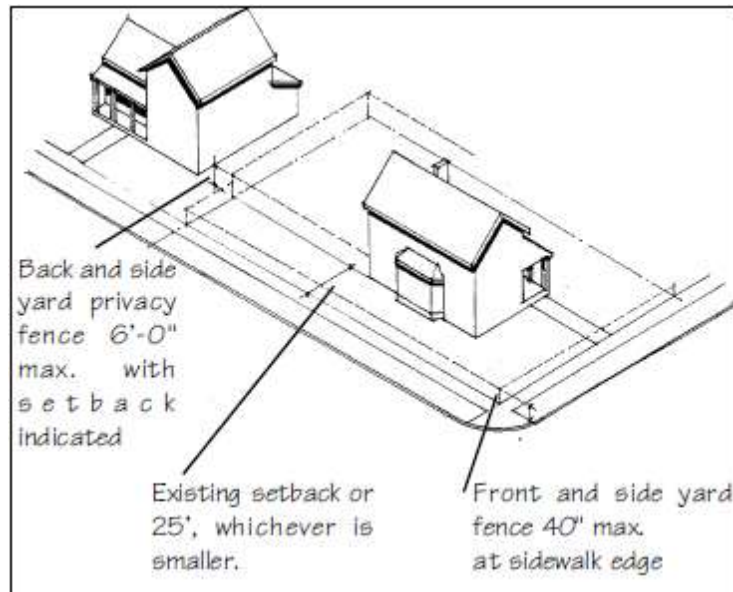 Back and side
yard privacy
fence 6'-0"
max. with
setback
indicated
Existing setback or
25', whichever is
smaller.
Front and side yard
fence 40" max.
at sidewalk edge